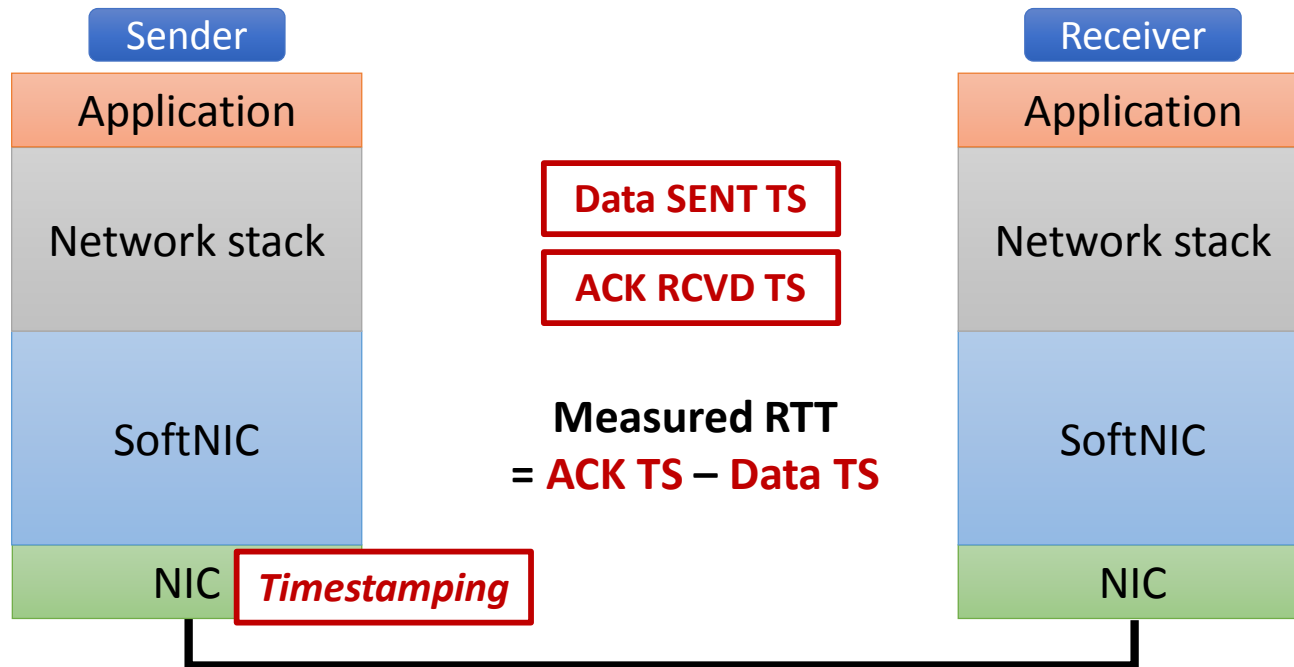 Sender
Application
Network stack
SoftNIC
NIC
Timestamping
Data SENT TS
ACK RCVD TS
Measured RTT
= ACK TS – Data TS
Receiver
Application
Network stack
SoftNIC
NIC